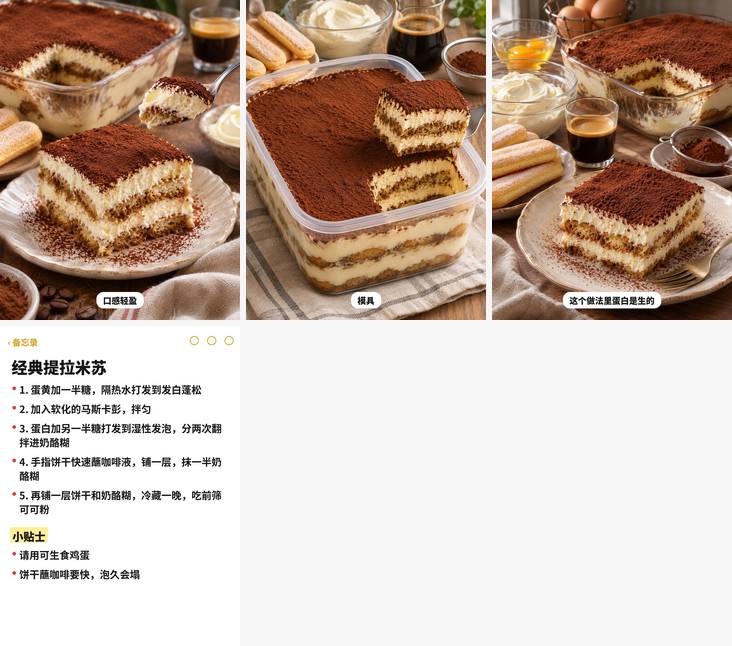 口感轻盈
模具
这个做法里蛋白是生的
‹ 备忘录
经典提拉米苏
• 1. 蛋黄加一半糖，隔热水打发到发白蓬松
• 2. 加入软化的马斯卡彭，拌匀
• 3. 蛋白加另一半糖打发到湿性发泡，分两次翻
拌进奶酪糊
• 4. 手指饼干快速蘸咖啡液，铺一层，抹一半奶
酪糊
• 5. 再铺一层饼干和奶酪糊，冷藏一晚，吃前筛
可可粉
小贴士
• 请用可生食鸡蛋
• 饼干蘸咖啡要快，泡久会塌